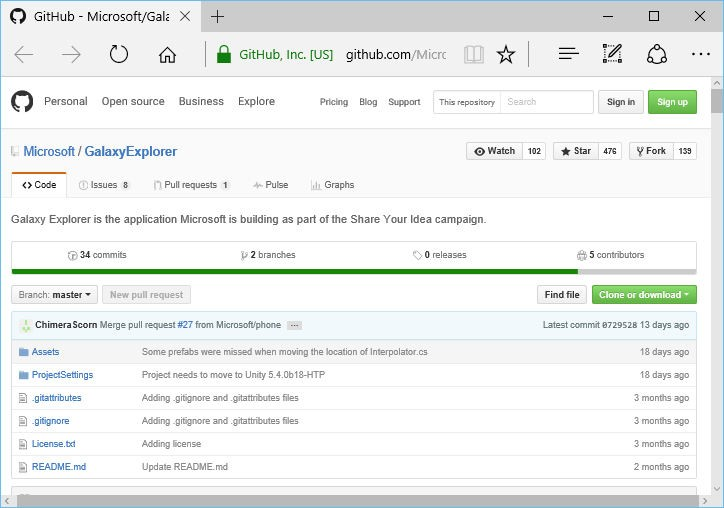 GitHub - Microsoft/Gala
GitHub, Inc. [US] github.com/Micro
Personal Open source Business Explore Pricing Blog Support This repository Search Sign in Sign up
Microsoft / GalaxyExplorer Watch 102 Star 476 Fork 139
Code Issues 8 Pull requests 1 Pulse Graphs
Galaxy Explorer is the application Microsoft is building as part of the Share Your Idea campaign.
34 commits 2 branches 0 releases 5 contributors
Branch: master New pull request Find file Clone or download
ChimeraScorn Merge pull request #27 from Microsoft/phone ... Latest commit 0729528 13 days ago
Assets Some prefabs were missed when moving the location of Interpolator.cs 18 days ago
ProjectSettings Project needs to move to Unity 5.4.0b18-HTP 18 days ago
.gitattributes Adding .gitignore and .gitattributes files 3 months ago
.gitignore Adding .gitignore and .gitattributes files 3 months ago
License.txt Adding license 3 months ago
README.md Update README.md 2 months ago